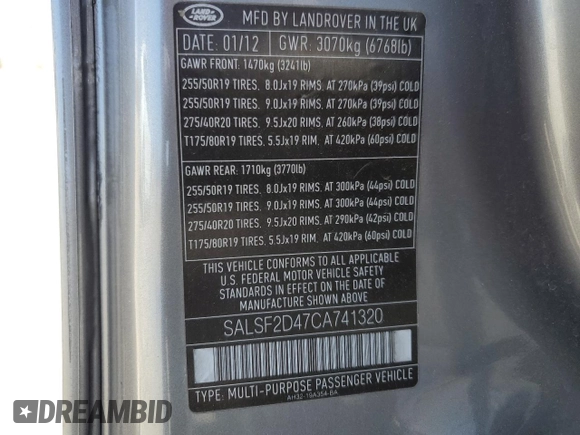 LAND-
ROVER
MFD BY LANDROVER IN THE UK
DATE: 01/12 GWR: 3070kg (6768lb)
GAWR FRONT: 1470kg (3241lb)
255/50R19 TIRES. 8.0Jx19 RIMS. AT 270kPa (39psi) COLD
255/50R19 TIRES. 9.0Jx19 RIMS. AT 270kPa (39psi) COLD
275/40R20 TIRES. 9.5Jx20 RIMS. AT 260kPa (38psi) COLD
T175/80R19 TIRES. 5.5Jx19 RIM. AT 420kPa (60psi) COLD
GAWR REAR: 1710kg (3770lb)
255/50R19 TIRES. 8.0Jx19 RIMS. AT 300kPa (44psi) COLD
255/50R19 TIRES. 9.0Jx19 RIMS. AT 300kPa (44psi) COLD
275/40R20 TIRES. 9.5Jx20 RIMS. AT 290kPa (42psi) COLD
T175/80R19 TIRES. 5.5Jx19 RIM. AT 420kPa (60psi) COLD
THIS VEHICLE CONFORMS TO ALL APPLICABLE
U.S. FEDERAL MOTOR VEHICLE SAFETY
STANDARDS IN EFFECT ON THE DATE OF
MANUFACTURE SHOWN ABOVE.
SALSF2D47CA741320
TYPE: MULTI-PURPOSE PASSENGER VEHICLE
AH32-19A354-BA
STEREOBID